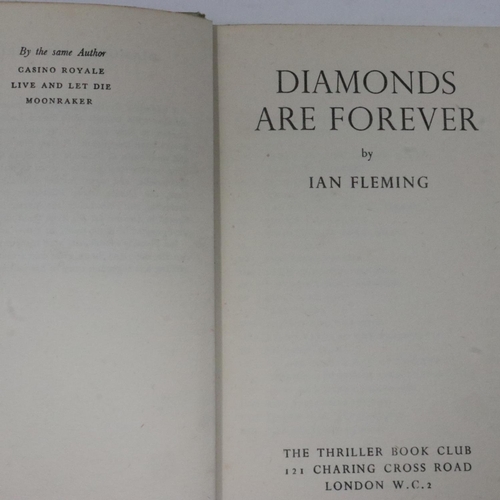 By the same Author
CASINO ROYALE
LIVE AND LET DIE
MOONRAKER
DIAMONDS
ARE FOREVER
by
IAN FLEMING
THE THRILLER BOOK CLUB
121 CHARING CROSS ROAD
LONDON W.C.2